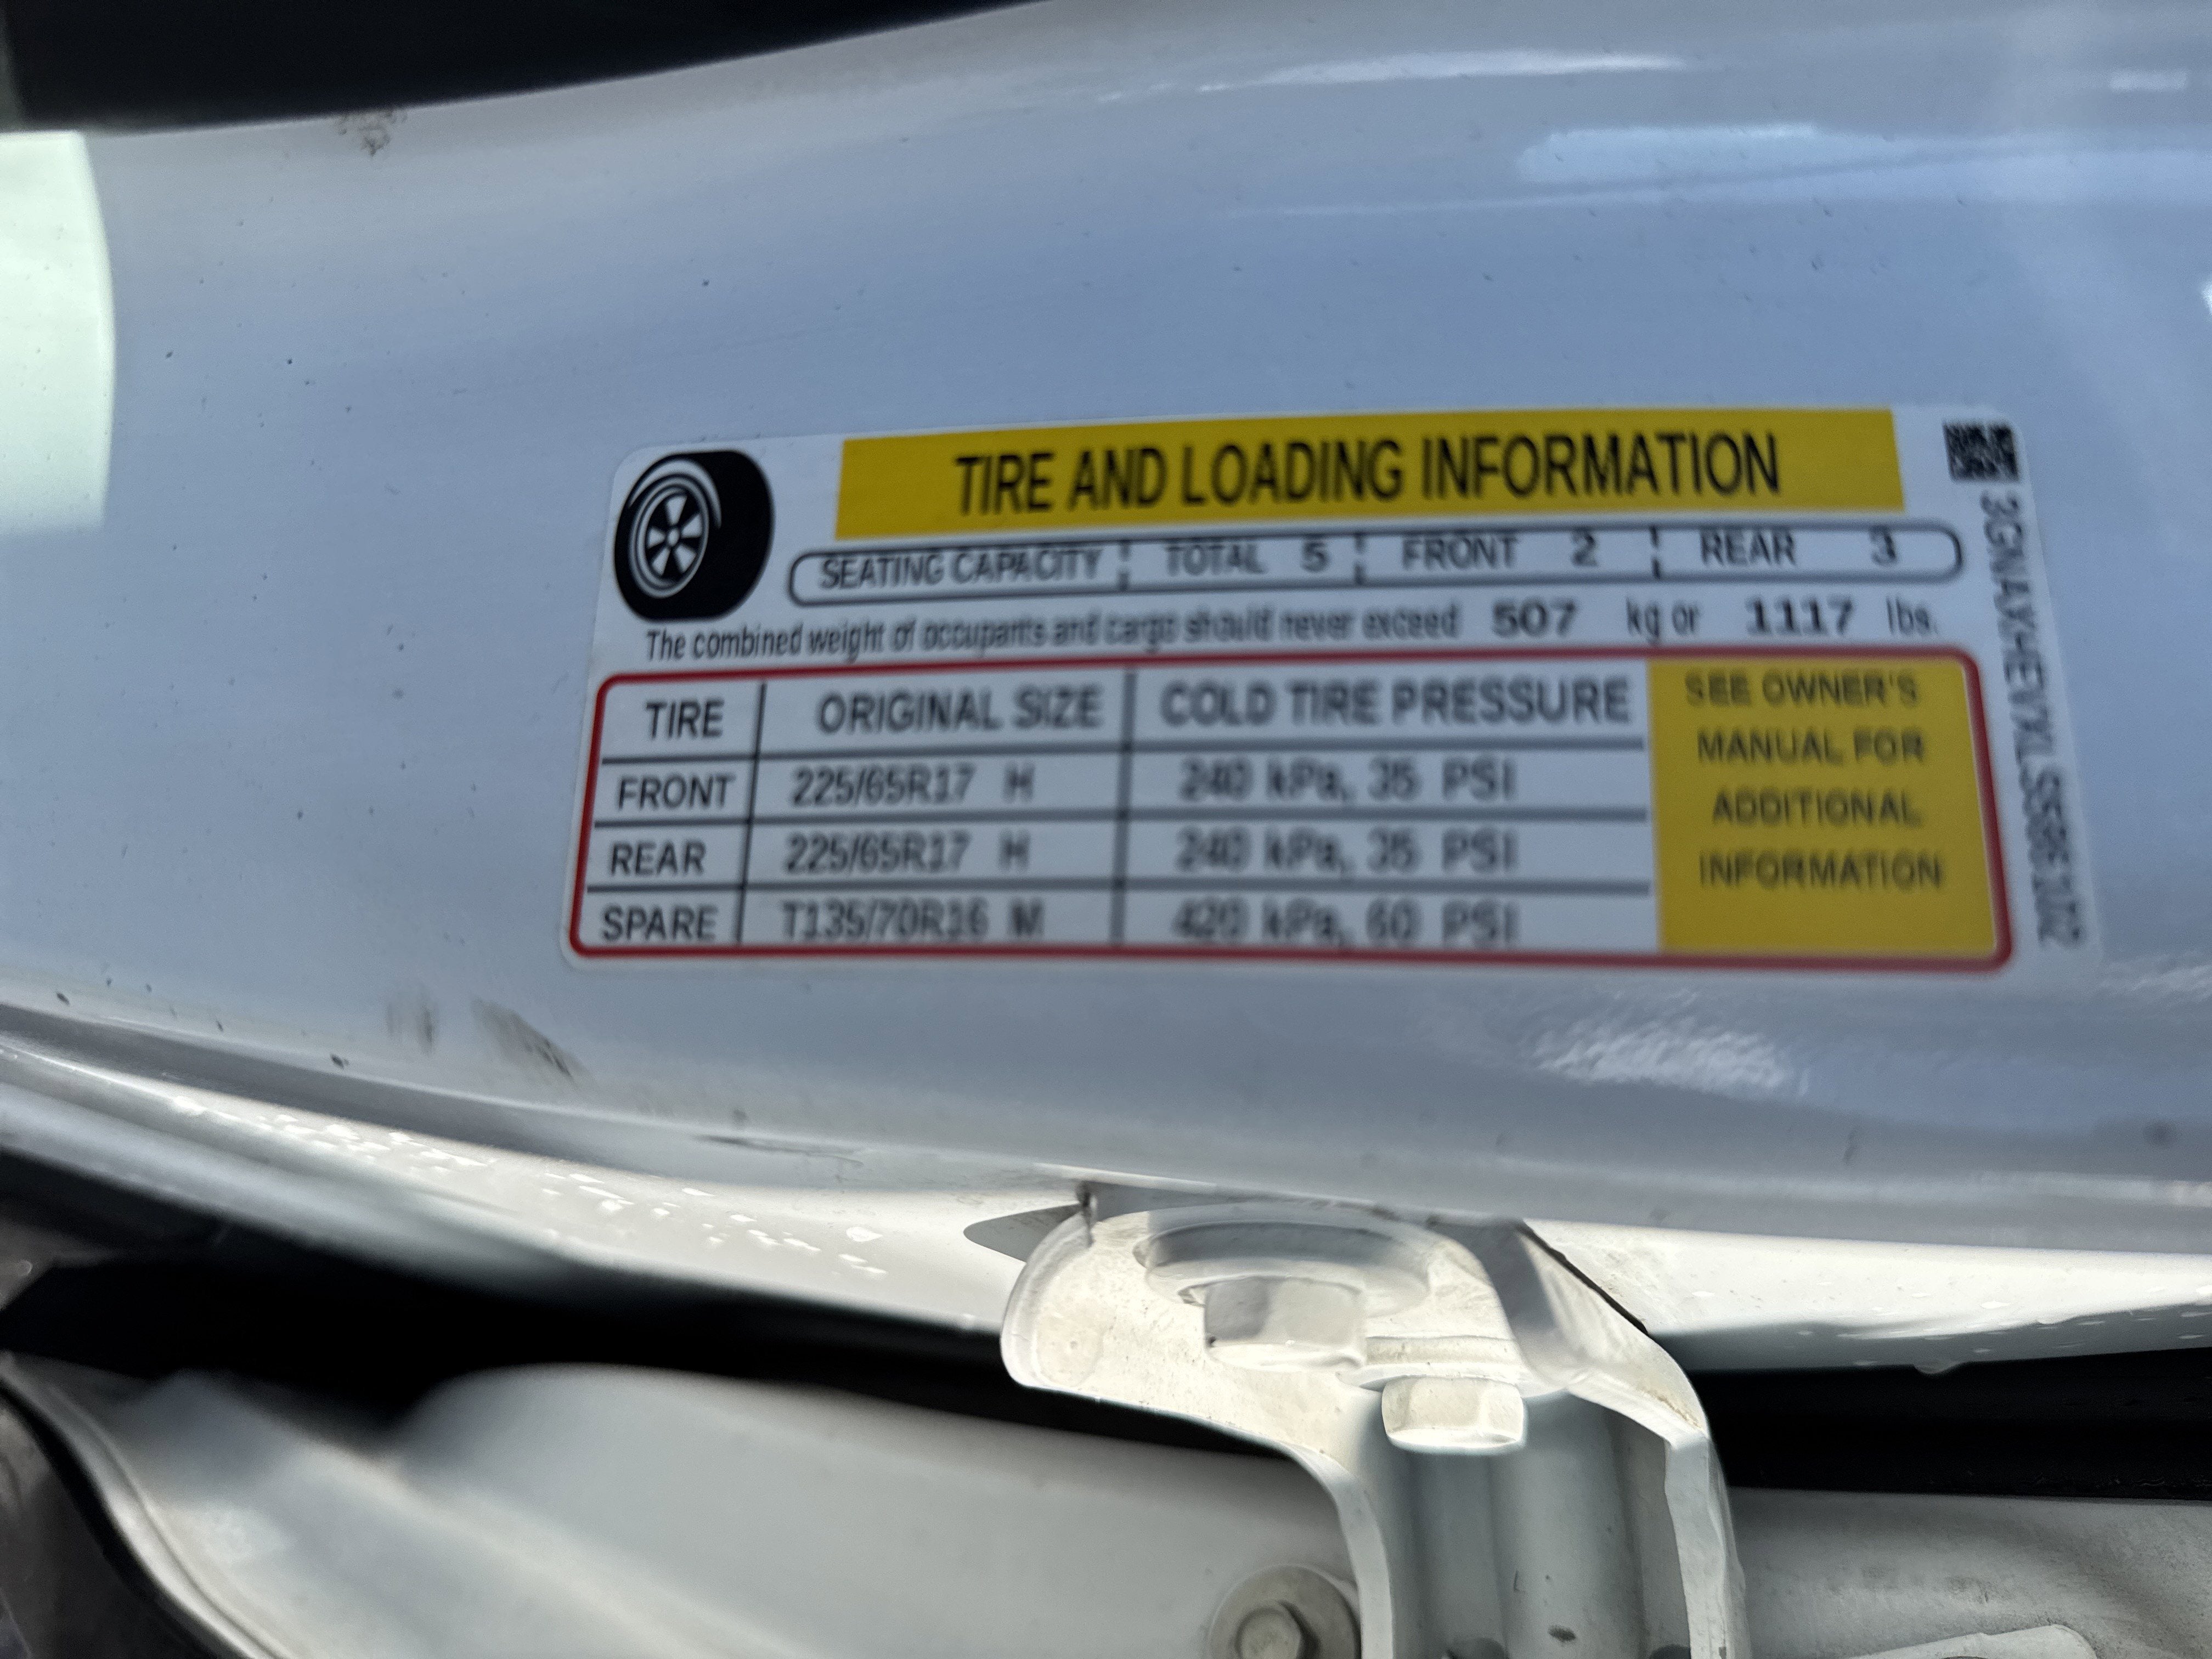 TIRE AND LOADING INFORMATION
SEATING CAPACITY TOTAL 5 FRONT 2 REAR 3
The combined weight of occupants and cargo should never exceed 507 kg or 1117 lbs.
TIRE ORIGINAL SIZE COLD TIRE PRESSURE
FRONT 225/65R17 H 240 kPa, 35 PSI
REAR 225/65R17 H 240 kPa, 35 PSI
SPARE T135/70R16 M 420 kPa, 60 PSI
SEE OWNER'S
MANUAL FOR
ADDITIONAL
INFORMATION